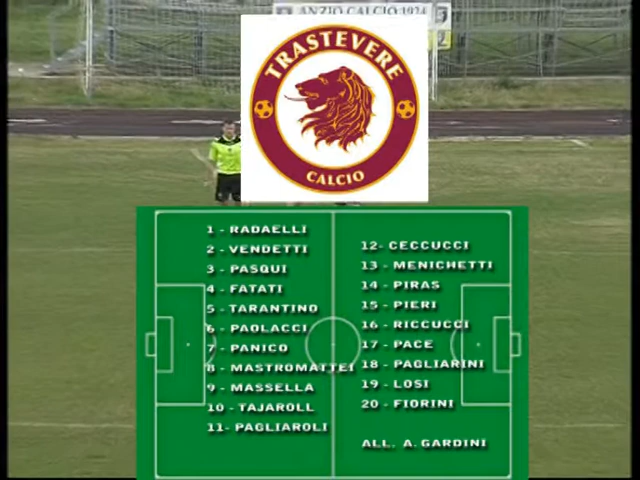 ANZIO CALCIO 1924
TRASTEVERE
CALCIO
1 - RADAELLI
2 - VENDETTI
3 - PASQUI
4 - FATATI
5 - TARANTINO
6 - PAOLACCI
7 - PANICO
8 - MASTROMATTEI
9 - MASSELLA
10 - TAJAROLL
11- PAGLIAROLI
12- CECCUCCI
13 - MENICHETTI
14 - PIRAS
15 - PIERI
16 - RICCUCCI
17 - PACE
18 - PAGLIARINI
19 - LOSI
20 - FIORINI
ALL. A. GARDINI